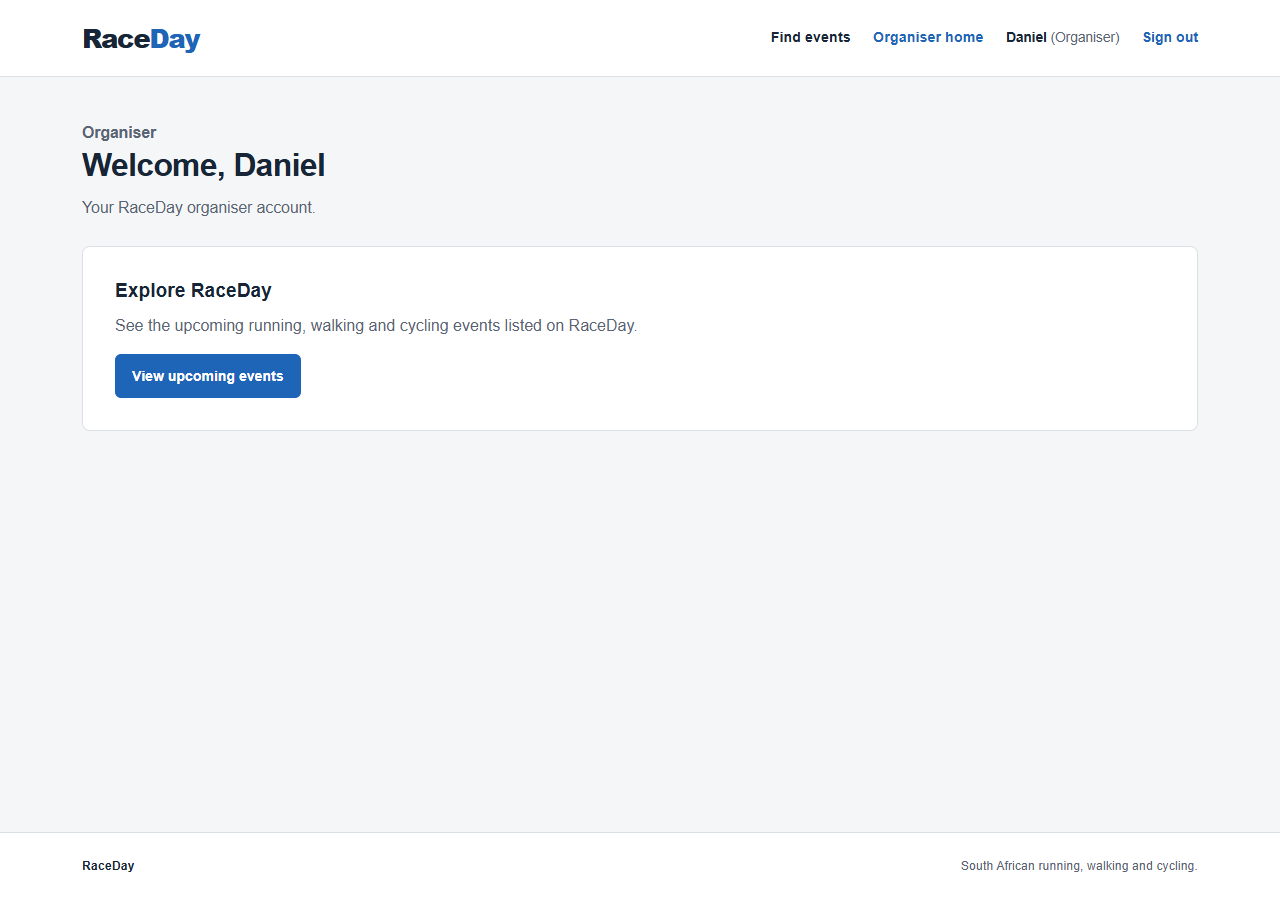 RaceDay
Find events Organiser home Daniel (Organiser) Sign out
Organiser
Welcome, Daniel
Your RaceDay organiser account.
Explore RaceDay
See the upcoming running, walking and cycling events listed on RaceDay.
View upcoming events
RaceDay
South African running, walking and cycling.